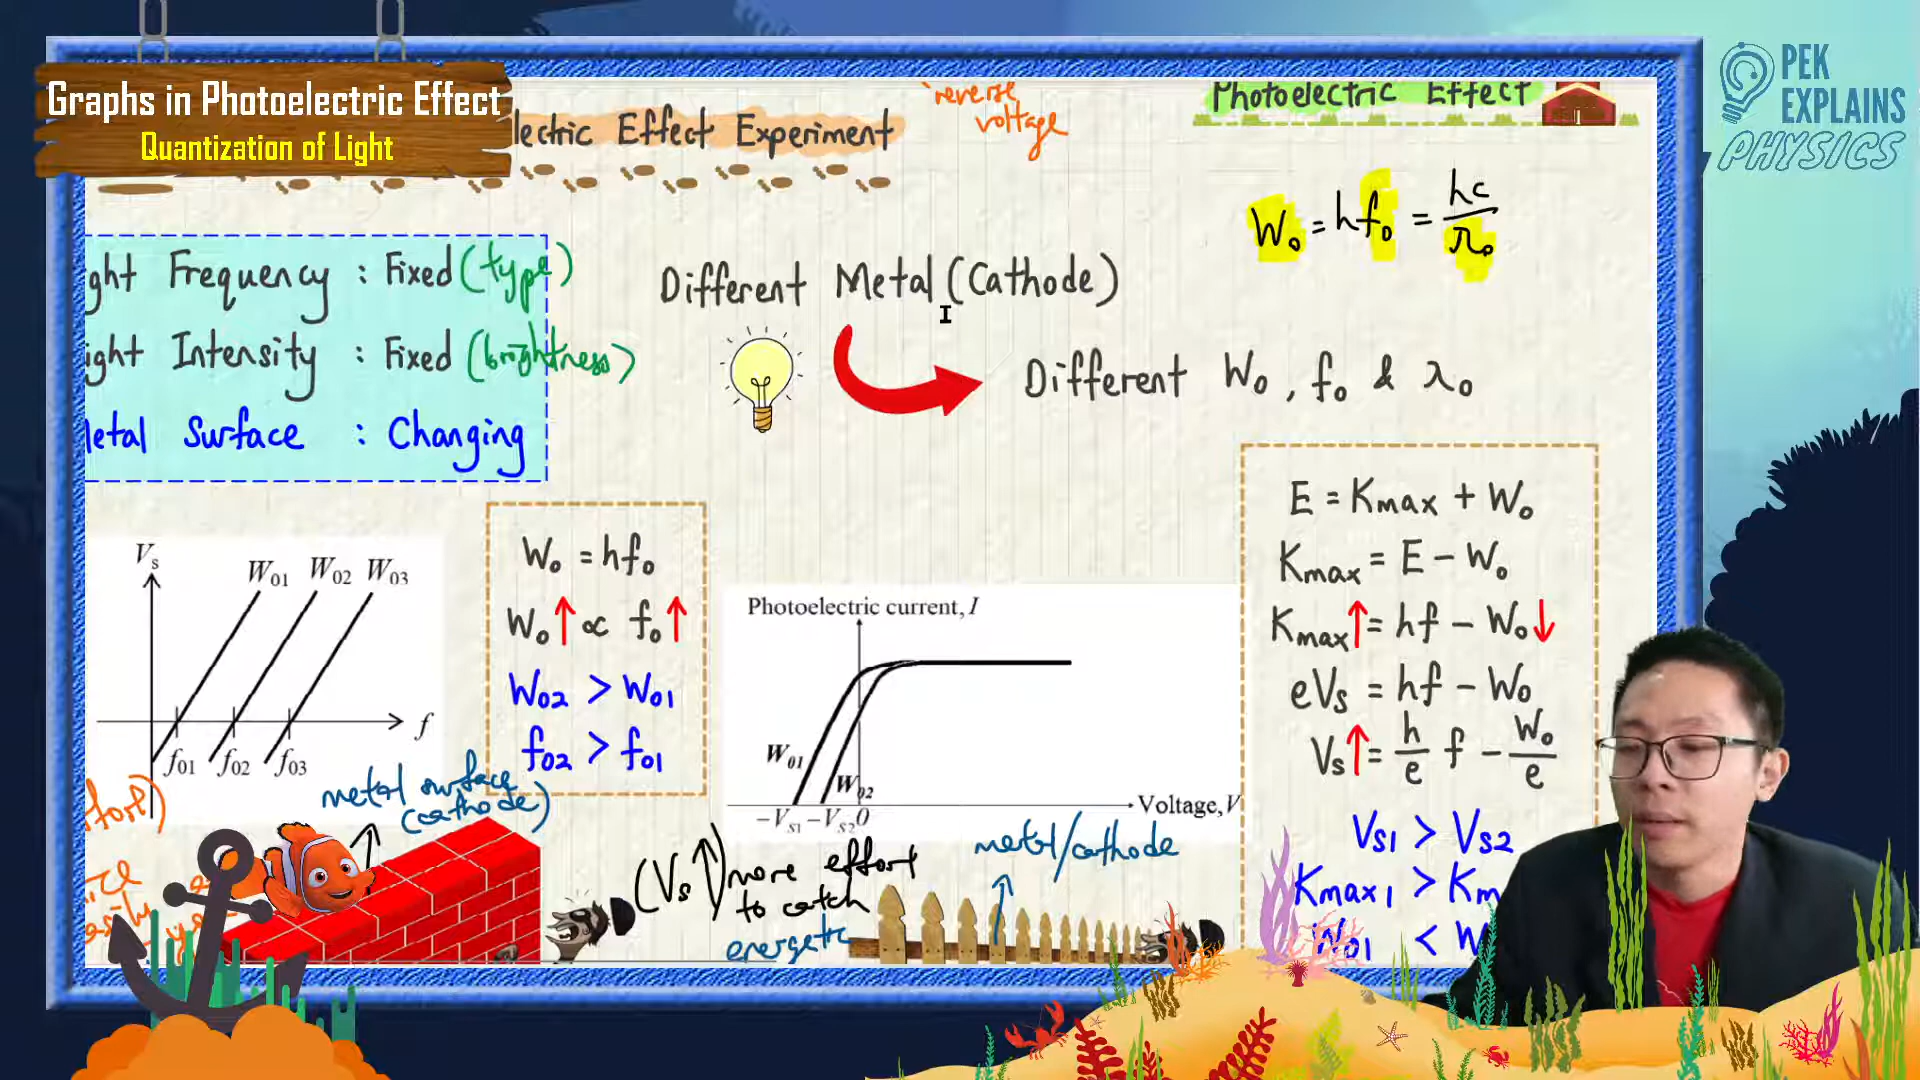 Graphs in Photoelectric Effect
Quantization of Light
PEK
EXPLAINS
PHYSICS
lectric Effect Experiment
reverse
voltage
Photoelectric Effect
W₀ = hf₀ = hc/λ₀
ght Frequency : Fixed (type)
ight Intensity : Fixed (brightness)
etal Surface : Changing
Different Metal (Cathode)
Different W₀, f₀ & λ₀
Vs
W01 W02 W03
f
f01 f02 f03
metal surface
(cathode)
W₀ = hf₀
W₀↑ ∝ f₀↑
W02 > W01
f02 > f01
Photoelectric current, I
W01
W02
Voltage, V
-VS1 -VS2 0
(Vs↑) more effort
to catch
energetic
metal/cathode
E = Kmax + W₀
Kmax = E - W₀
Kmax↑ = hf - W₀↓
eVs = hf - W₀
Vs↑ = h/e f - W₀/e
VS1 > VS2
Kmax1 > Km
W01 < W